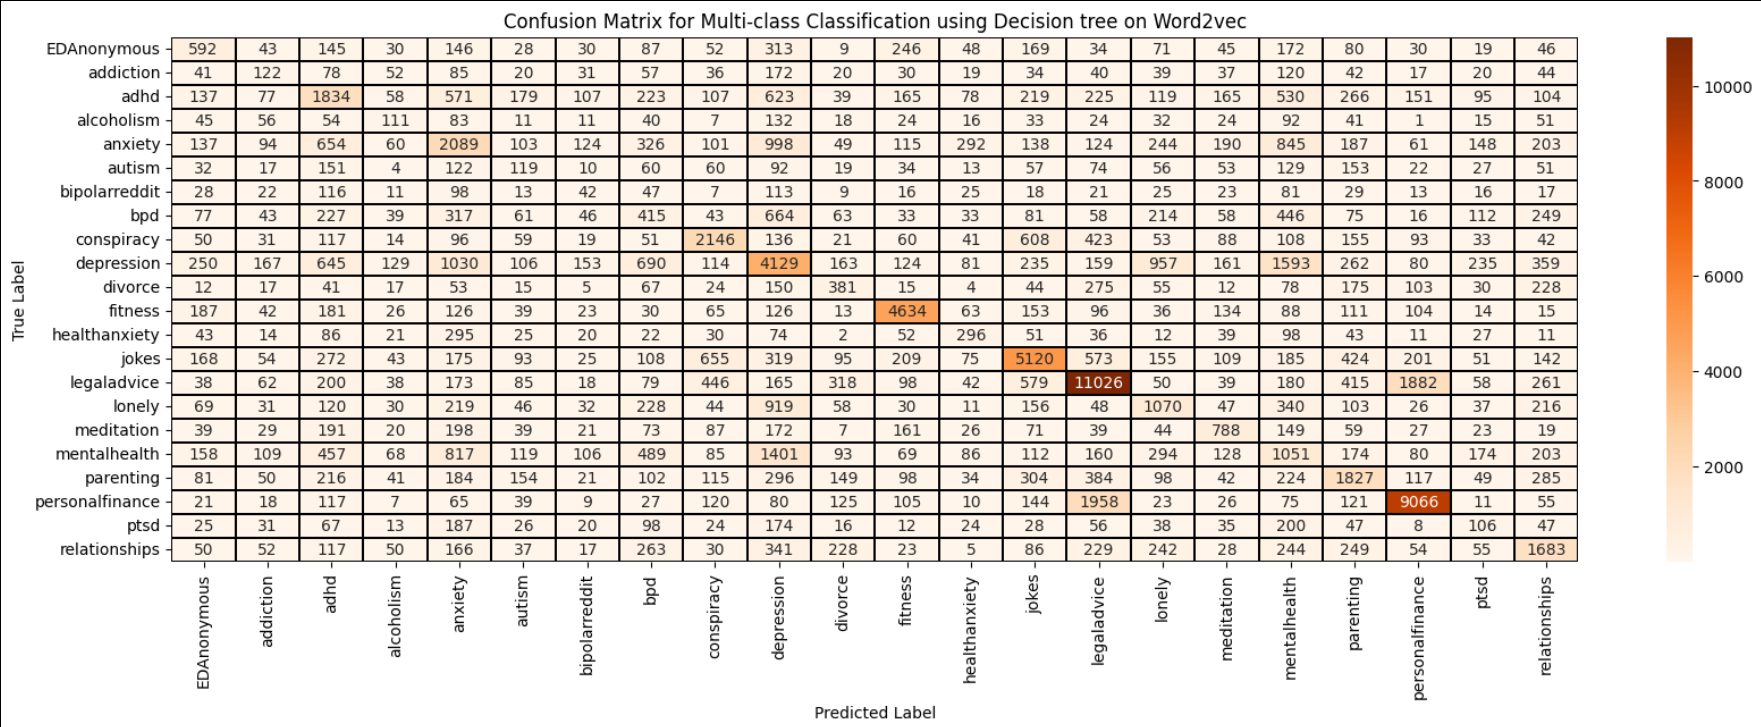 Confusion Matrix for Multi-class Classification using Decision tree on Word2vec
EDAnonymous 592 43 145 30 146 28 30 87 52 313 9 246 48 169 34 71 45 172 80 30 19 46
addiction 41 122 78 52 85 20 31 57 36 172 20 30 19 34 40 39 37 120 42 17 20 44
adhd 137 77 1834 58 571 179 107 223 107 623 39 165 78 219 225 119 165 530 266 151 95 104
alcoholism 45 56 54 111 83 11 11 40 7 132 18 24 16 33 24 32 24 92 41 1 15 51
anxiety 137 94 654 60 2089 103 124 326 101 998 49 115 292 138 124 244 190 845 187 61 148 203
autism 32 17 151 4 122 119 10 60 60 92 19 34 13 57 74 56 53 129 153 22 27 51
bipolarreddit 28 22 116 11 98 13 42 47 7 113 9 16 25 18 21 25 23 81 29 13 16 17
bpd 77 43 227 39 317 61 46 415 43 664 63 33 33 81 58 214 58 446 75 16 112 249
conspiracy 50 31 117 14 96 59 19 51 2146 136 21 60 41 608 423 53 88 108 155 93 33 42
depression 250 167 645 129 1030 106 153 690 114 4129 163 124 81 235 159 957 161 1593 262 80 235 359
divorce 12 17 41 17 53 15 5 67 24 150 381 15 4 44 275 55 12 78 175 103 30 228
fitness 187 42 181 26 126 39 23 30 65 126 13 4634 63 153 96 36 134 88 111 104 14 15
healthanxiety 43 14 86 21 295 25 20 22 30 74 2 52 296 51 36 12 39 98 43 11 27 11
jokes 168 54 272 43 175 93 25 108 655 319 95 209 75 5120 573 155 109 185 424 201 51 142
legaladvice 38 62 200 38 173 85 18 79 446 165 318 98 42 579 11026 50 39 180 415 1882 58 261
lonely 69 31 120 30 219 46 32 228 44 919 58 30 11 156 48 1070 47 340 103 26 37 216
meditation 39 29 191 20 198 39 21 73 87 172 7 161 26 71 39 44 788 149 59 27 23 19
mentalhealth 158 109 457 68 817 119 106 489 85 1401 93 69 86 112 160 294 128 1051 174 80 174 203
parenting 81 50 216 41 184 154 21 102 115 296 149 98 34 304 384 98 42 224 1827 117 49 285
personalfinance 21 18 117 7 65 39 9 27 120 80 125 105 10 144 1958 23 26 75 121 9066 11 55
ptsd 25 31 67 13 187 26 20 98 24 174 16 12 24 28 56 38 35 200 47 8 106 47
relationships 50 52 117 50 166 37 17 263 30 341 228 23 5 86 229 242 28 244 249 54 55 1683
True Label
EDAnonymous addiction adhd alcoholism anxiety autism bipolarreddit bpd conspiracy depression divorce fitness healthanxiety jokes legaladvice lonely meditation mentalhealth parenting personalfinance ptsd relationships
Predicted Label
10000
8000
6000
4000
2000